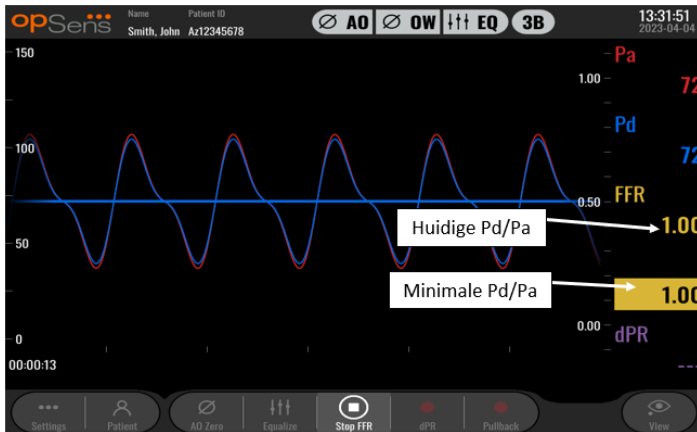 opSens
Name
Patient ID
Smith, John
Az12345678
AO
OW
EQ
3B
13:31:51
2023-04-04
150
100
50
0
1.00
0.50
0.00
Pa
72
Pd
72
FFR
1.00
1.00
dPR
---
Huidige Pd/Pa
Minimale Pd/Pa
00:00:13
Settings
Patient
AO Zero
Equalize
Stop FFR
dPR
Pullback
View